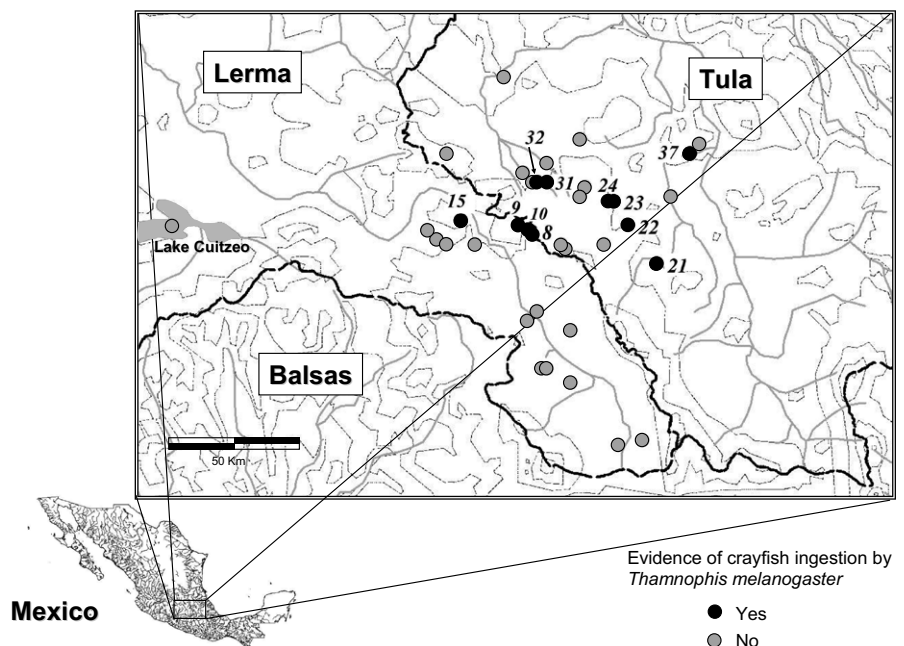 Lerma
Tula
32
37
31
24
23
15
9
10
22
8
Lake Cuitzeo
21
Balsas
50 Km
Mexico
Evidence of crayfish ingestion by
Thamnophis melanogaster
Yes
No